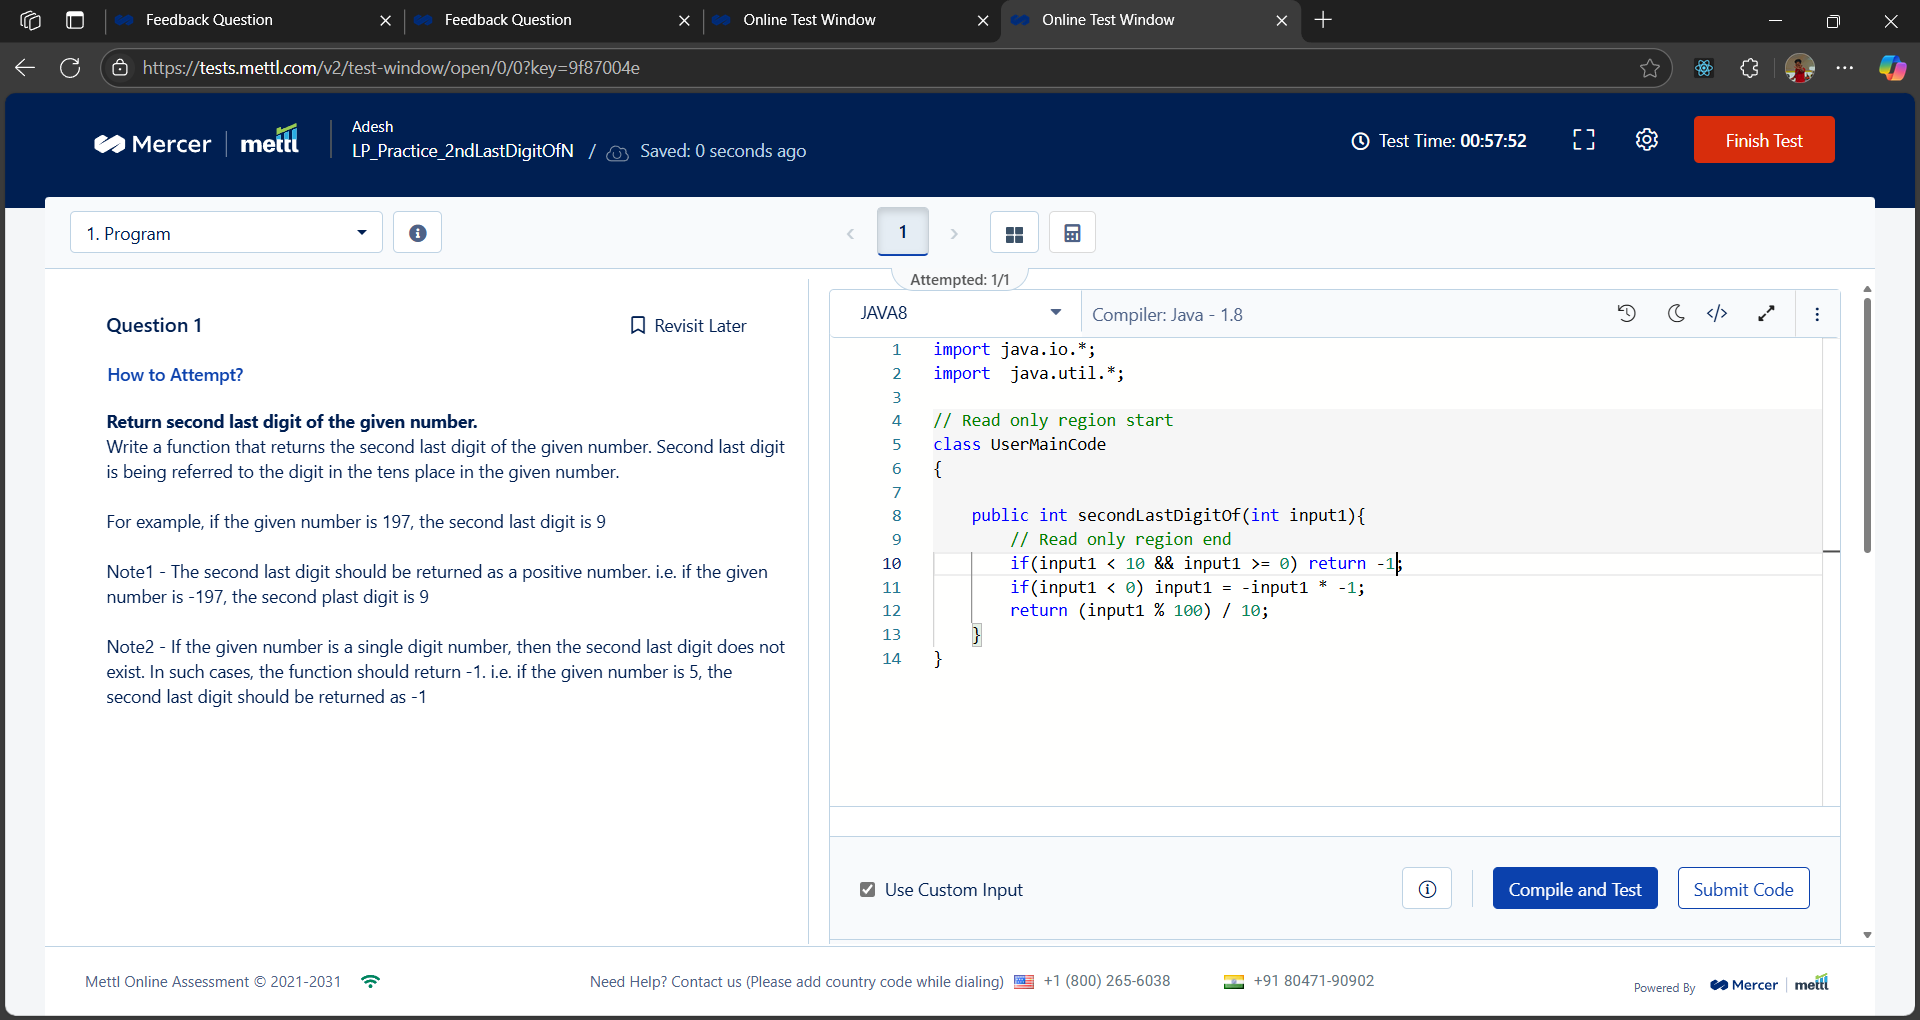 Feedback Question
Feedback Question
Online Test Window
Online Test Window
https://tests.mettl.com/v2/test-window/open/0/0?key=9f87004e
Mercer | mettl
Adesh
LP_Practice_2ndLastDigitOfN / Saved: 0 seconds ago
Test Time: 00:57:52
Finish Test
1. Program
1
Attempted: 1/1
Question 1
Revisit Later
How to Attempt?
Return second last digit of the given number.
Write a function that returns the second last digit of the given number. Second last digit
is being referred to the digit in the tens place in the given number.
For example, if the given number is 197, the second last digit is 9
Note1 - The second last digit should be returned as a positive number. i.e. if the given
number is -197, the second plast digit is 9
Note2 - If the given number is a single digit number, then the second last digit does not
exist. In such cases, the function should return -1. i.e. if the given number is 5, the
second last digit should be returned as -1
JAVA8
Compiler: Java - 1.8
1 import java.io.*;
2 import  java.util.*;
3
4 // Read only region start
5 class UserMainCode
6 {
7
8     public int secondLastDigitOf(int input1){
9         // Read only region end
10         if(input1 < 10 && input1 >= 0) return -1;
11         if(input1 < 0) input1 = -input1 * -1;
12         return (input1 % 100) / 10;
13     }
14 }
Use Custom Input
Compile and Test
Submit Code
Mettl Online Assessment © 2021-2031
Need Help? Contact us (Please add country code while dialing) +1 (800) 265-6038
+91 80471-90902
Powered By Mercer | mettl